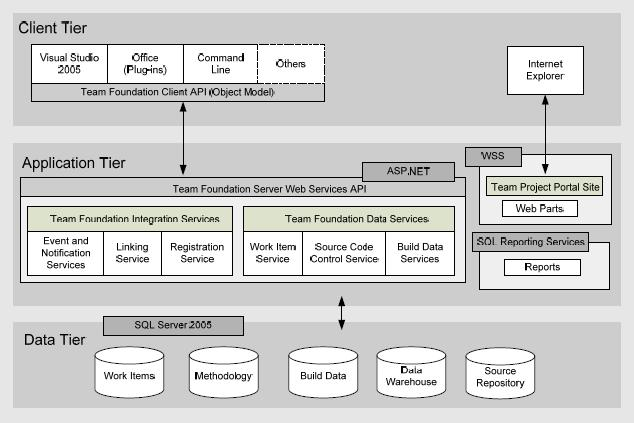 Client Tier
Visual Studio
2005
Office
(Plug-ins)
Command
Line
Others
Team Foundation Client API (Object Model)
Internet
Explorer
Application Tier
ASP.NET
WSS
Team Foundation Server Web Services API
Team Project Portal Site
Web Parts
Team Foundation Integration Services
Team Foundation Data Services
Event and
Notification
Services
Linking
Service
Registration
Service
Work Item
Service
Source Code
Control Service
Build Data
Services
SQL Reporting Services
Reports
SQL Server 2005
Data Tier
Work Items
Methodology
Build Data
Data
Warehouse
Source
Repository